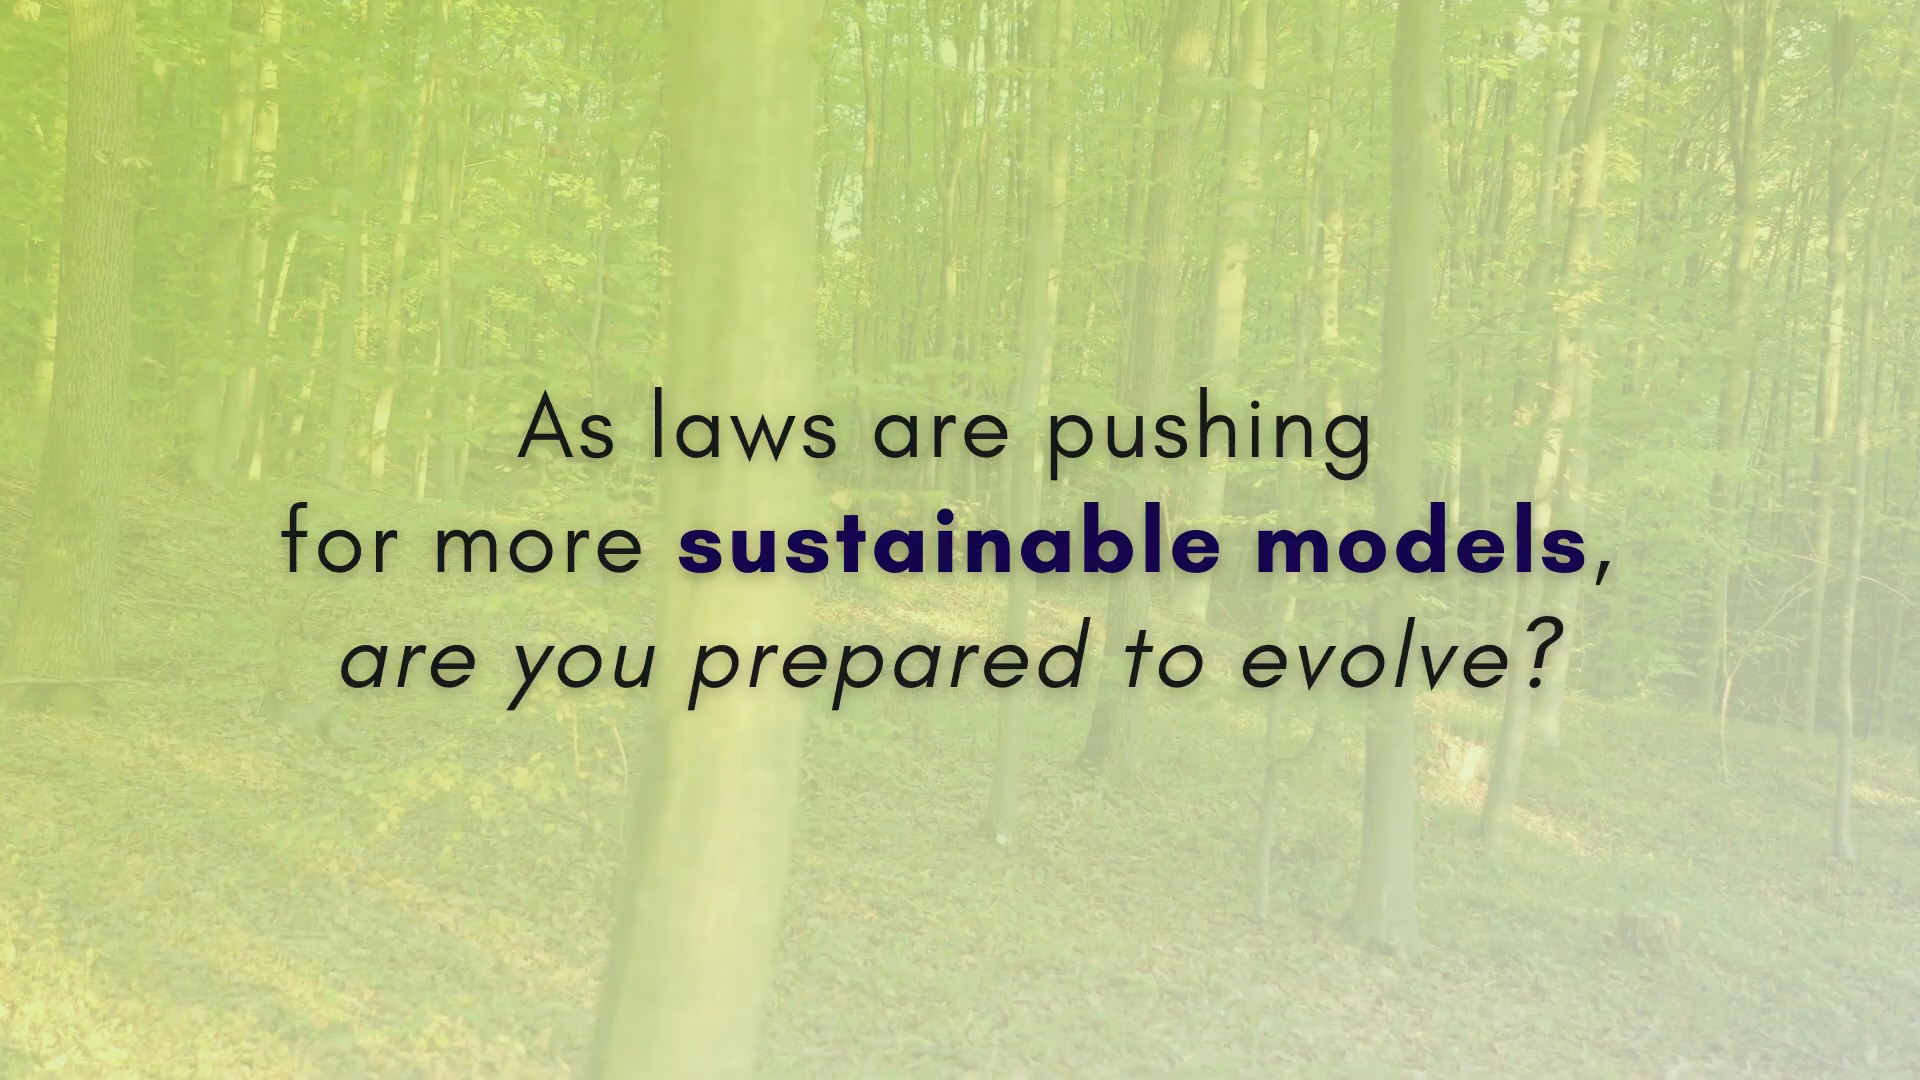 As laws are pushing
for more sustainable models,
are you prepared to evolve?